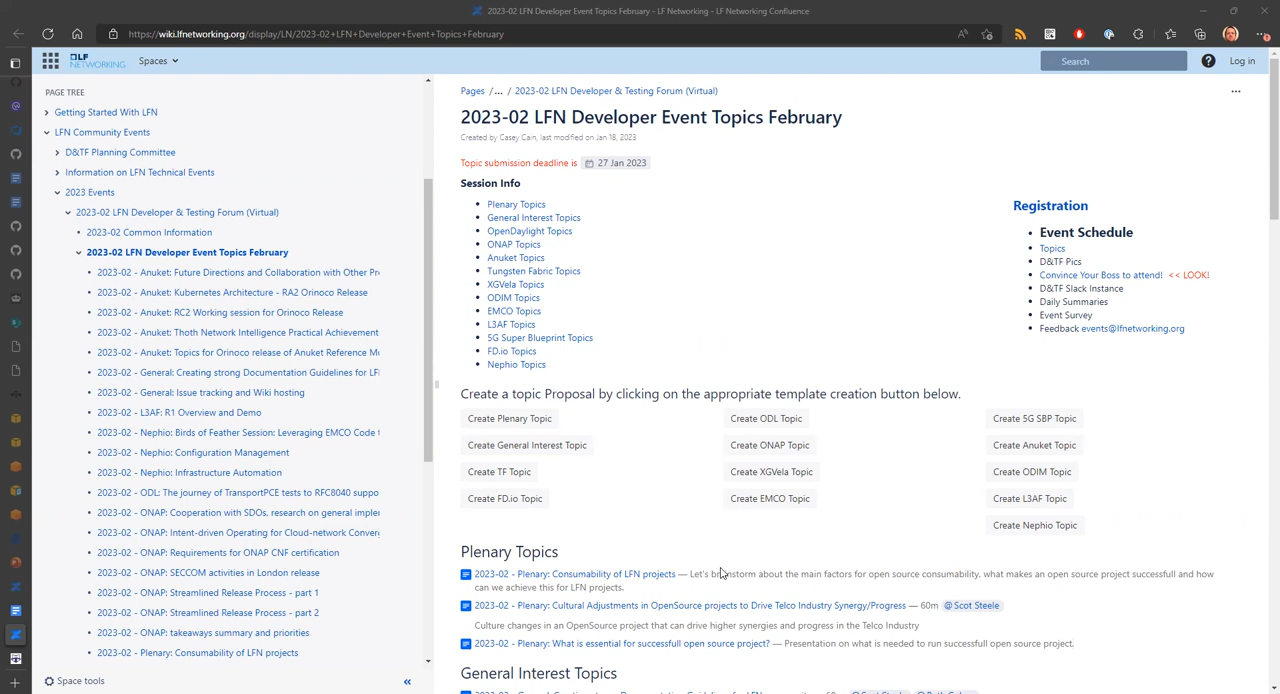 2023-02 LFN Developer Event Topics February - LF Networking - LF Networking Confluence
https://wiki.lfnetworking.org/display/LN/2023-02+LFN+Developer+Event+Topics+February
LF NETWORKING
Spaces
Search
Log in
PAGE TREE
Getting Started With LFN
LFN Community Events
D&TF Planning Committee
Information on LFN Technical Events
2023 Events
2023-02 LFN Developer & Testing Forum (Virtual)
2023-02 Common Information
2023-02 LFN Developer Event Topics February
2023-02 - Anuket: Future Directions and Collaboration with Other Pr
2023-02 - Anuket: Kubernetes Architecture - RA2 Orinoco Release
2023-02 - Anuket: RC2 Working session for Orinoco Release
2023-02 - Anuket: Thoth Network Intelligence Practical Achievement
2023-02 - Anuket: Topics for Orinoco release of Anuket Reference Mo
2023-02 - General: Creating strong Documentation Guidelines for LF
2023-02 - General: Issue tracking and Wiki hosting
2023-02 - L3AF: R1 Overview and Demo
2023-02 - Nephio: Birds of Feather Session: Leveraging EMCO Code t
2023-02 - Nephio: Configuration Management
2023-02 - Nephio: Infrastructure Automation
2023-02 - ODL: The journey of TransportPCE tests to RFC8040 suppo
2023-02 - ONAP: Cooperation with SDOs, research on general implem
2023-02 - ONAP: Intent-driven Operating for Cloud-network Converg
2023-02 - ONAP: Requirements for ONAP CNF certification
2023-02 - ONAP: SECCOM activities in London release
2023-02 - ONAP: Streamlined Release Process - part 1
2023-02 - ONAP: Streamlined Release Process - part 2
2023-02 - ONAP: takeaways summary and priorities
2023-02 - Plenary: Consumability of LFN projects
Space tools
Pages /... / 2023-02 LFN Developer & Testing Forum (Virtual)
2023-02 LFN Developer Event Topics February
Created by Casey Cain, last modified on Jan 18, 2023
Topic submission deadline is 27 Jan 2023
Session Info
Plenary Topics
General Interest Topics
OpenDaylight Topics
ONAP Topics
Anuket Topics
Tungsten Fabric Topics
XGVela Topics
ODIM Topics
EMCO Topics
L3AF Topics
5G Super Blueprint Topics
FD.io Topics
Nephio Topics
Registration
Event Schedule
Topics
D&TF Pics
Convince Your Boss to attend! << LOOK!
D&TF Slack Instance
Daily Summaries
Event Survey
Feedback events@lfnetworking.org
Create a topic Proposal by clicking on the appropriate template creation button below.
Create Plenary Topic
Create ODL Topic
Create 5G SBP Topic
Create General Interest Topic
Create ONAP Topic
Create Anuket Topic
Create TF Topic
Create XGVela Topic
Create ODIM Topic
Create FD.io Topic
Create EMCO Topic
Create L3AF Topic
Create Nephio Topic
Plenary Topics
2023-02 - Plenary: Consumability of LFN projects — Let's brainstorm about the main factors for open source consumability, what makes an open source project successful and how
can we achieve this for LFN projects.
2023-02 - Plenary: Cultural Adjustments in OpenSource projects to Drive Telco Industry Synergy/Progress — 60m @Scot Steele
Culture changes in an OpenSource project that can drive higher synergies and progress in the Telco Industry
2023-02 - Plenary: What is essential for successfull open source project? — Presentation on what is needed to run successfull open source project.
General Interest Topics